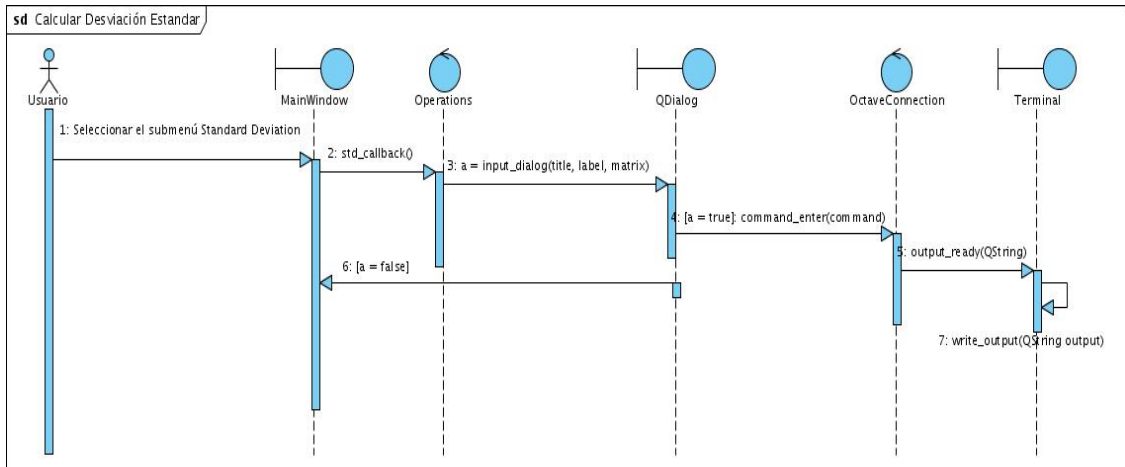 sd Calcular Desviación Estandar
Usuario
MainWindow
Operations
QDialog
OctaveConnection
Terminal
1: Seleccionar el submenú Standard Deviation
2: std_callback()
3: a = input_dialog(title, label, matrix)
4: [a = true]: command_enter(command)
5: output_ready(QString)
6: [a = false]
7: write_output(QString output)